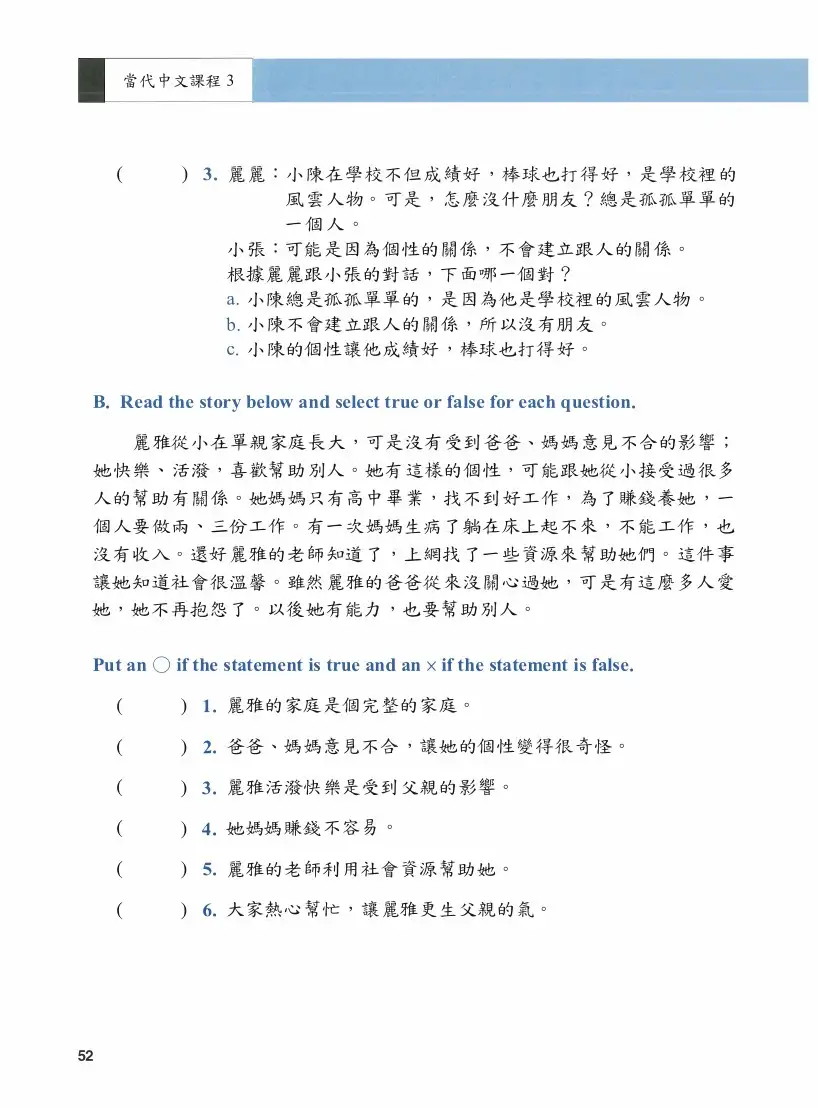 當代中文課程 3
(          ) 3. 麗麗：小陳在學校不但成績好，棒球也打得好，是學校裡的
風雲人物。可是，怎麼沒什麼朋友？總是孤孤單單的
一個人。
小張：可能是因為個性的關係，不會建立跟人的關係。
根據麗麗跟小張的對話，下面哪一個對？
a. 小陳總是孤孤單單的，是因為他是學校裡的風雲人物。
b. 小陳不會建立跟人的關係，所以沒有朋友。
c. 小陳的個性讓他成績好，棒球也打得好。
B. Read the story below and select true or false for each question.
麗雅從小在單親家庭長大，可是沒有受到爸爸、媽媽意見不合的影響；
她快樂、活潑，喜歡幫助別人。她有這樣的個性，可能跟她從小接受過很多
人的幫助有關係。她媽媽只有高中畢業，找不到好工作，為了賺錢養她，一
個人要做兩、三份工作。有一次媽媽生病了躺在床上起不來，不能工作，也
沒有收入。還好麗雅的老師知道了，上網找了一些資源來幫助她們。這件事
讓她知道社會很溫馨。雖然麗雅的爸爸從來沒關心過她，可是有這麼多人愛
她，她不再抱怨了。以後她有能力，也要幫助別人。
Put an ○ if the statement is true and an × if the statement is false.
(          ) 1. 麗雅的家庭是個完整的家庭。
(          ) 2. 爸爸、媽媽意見不合，讓她的個性變得很奇怪。
(          ) 3. 麗雅活潑快樂是受到父親的影響。
(          ) 4. 她媽媽賺錢不容易。
(          ) 5. 麗雅的老師利用社會資源幫助她。
(          ) 6. 大家熱心幫忙，讓麗雅更生父親的氣。
52